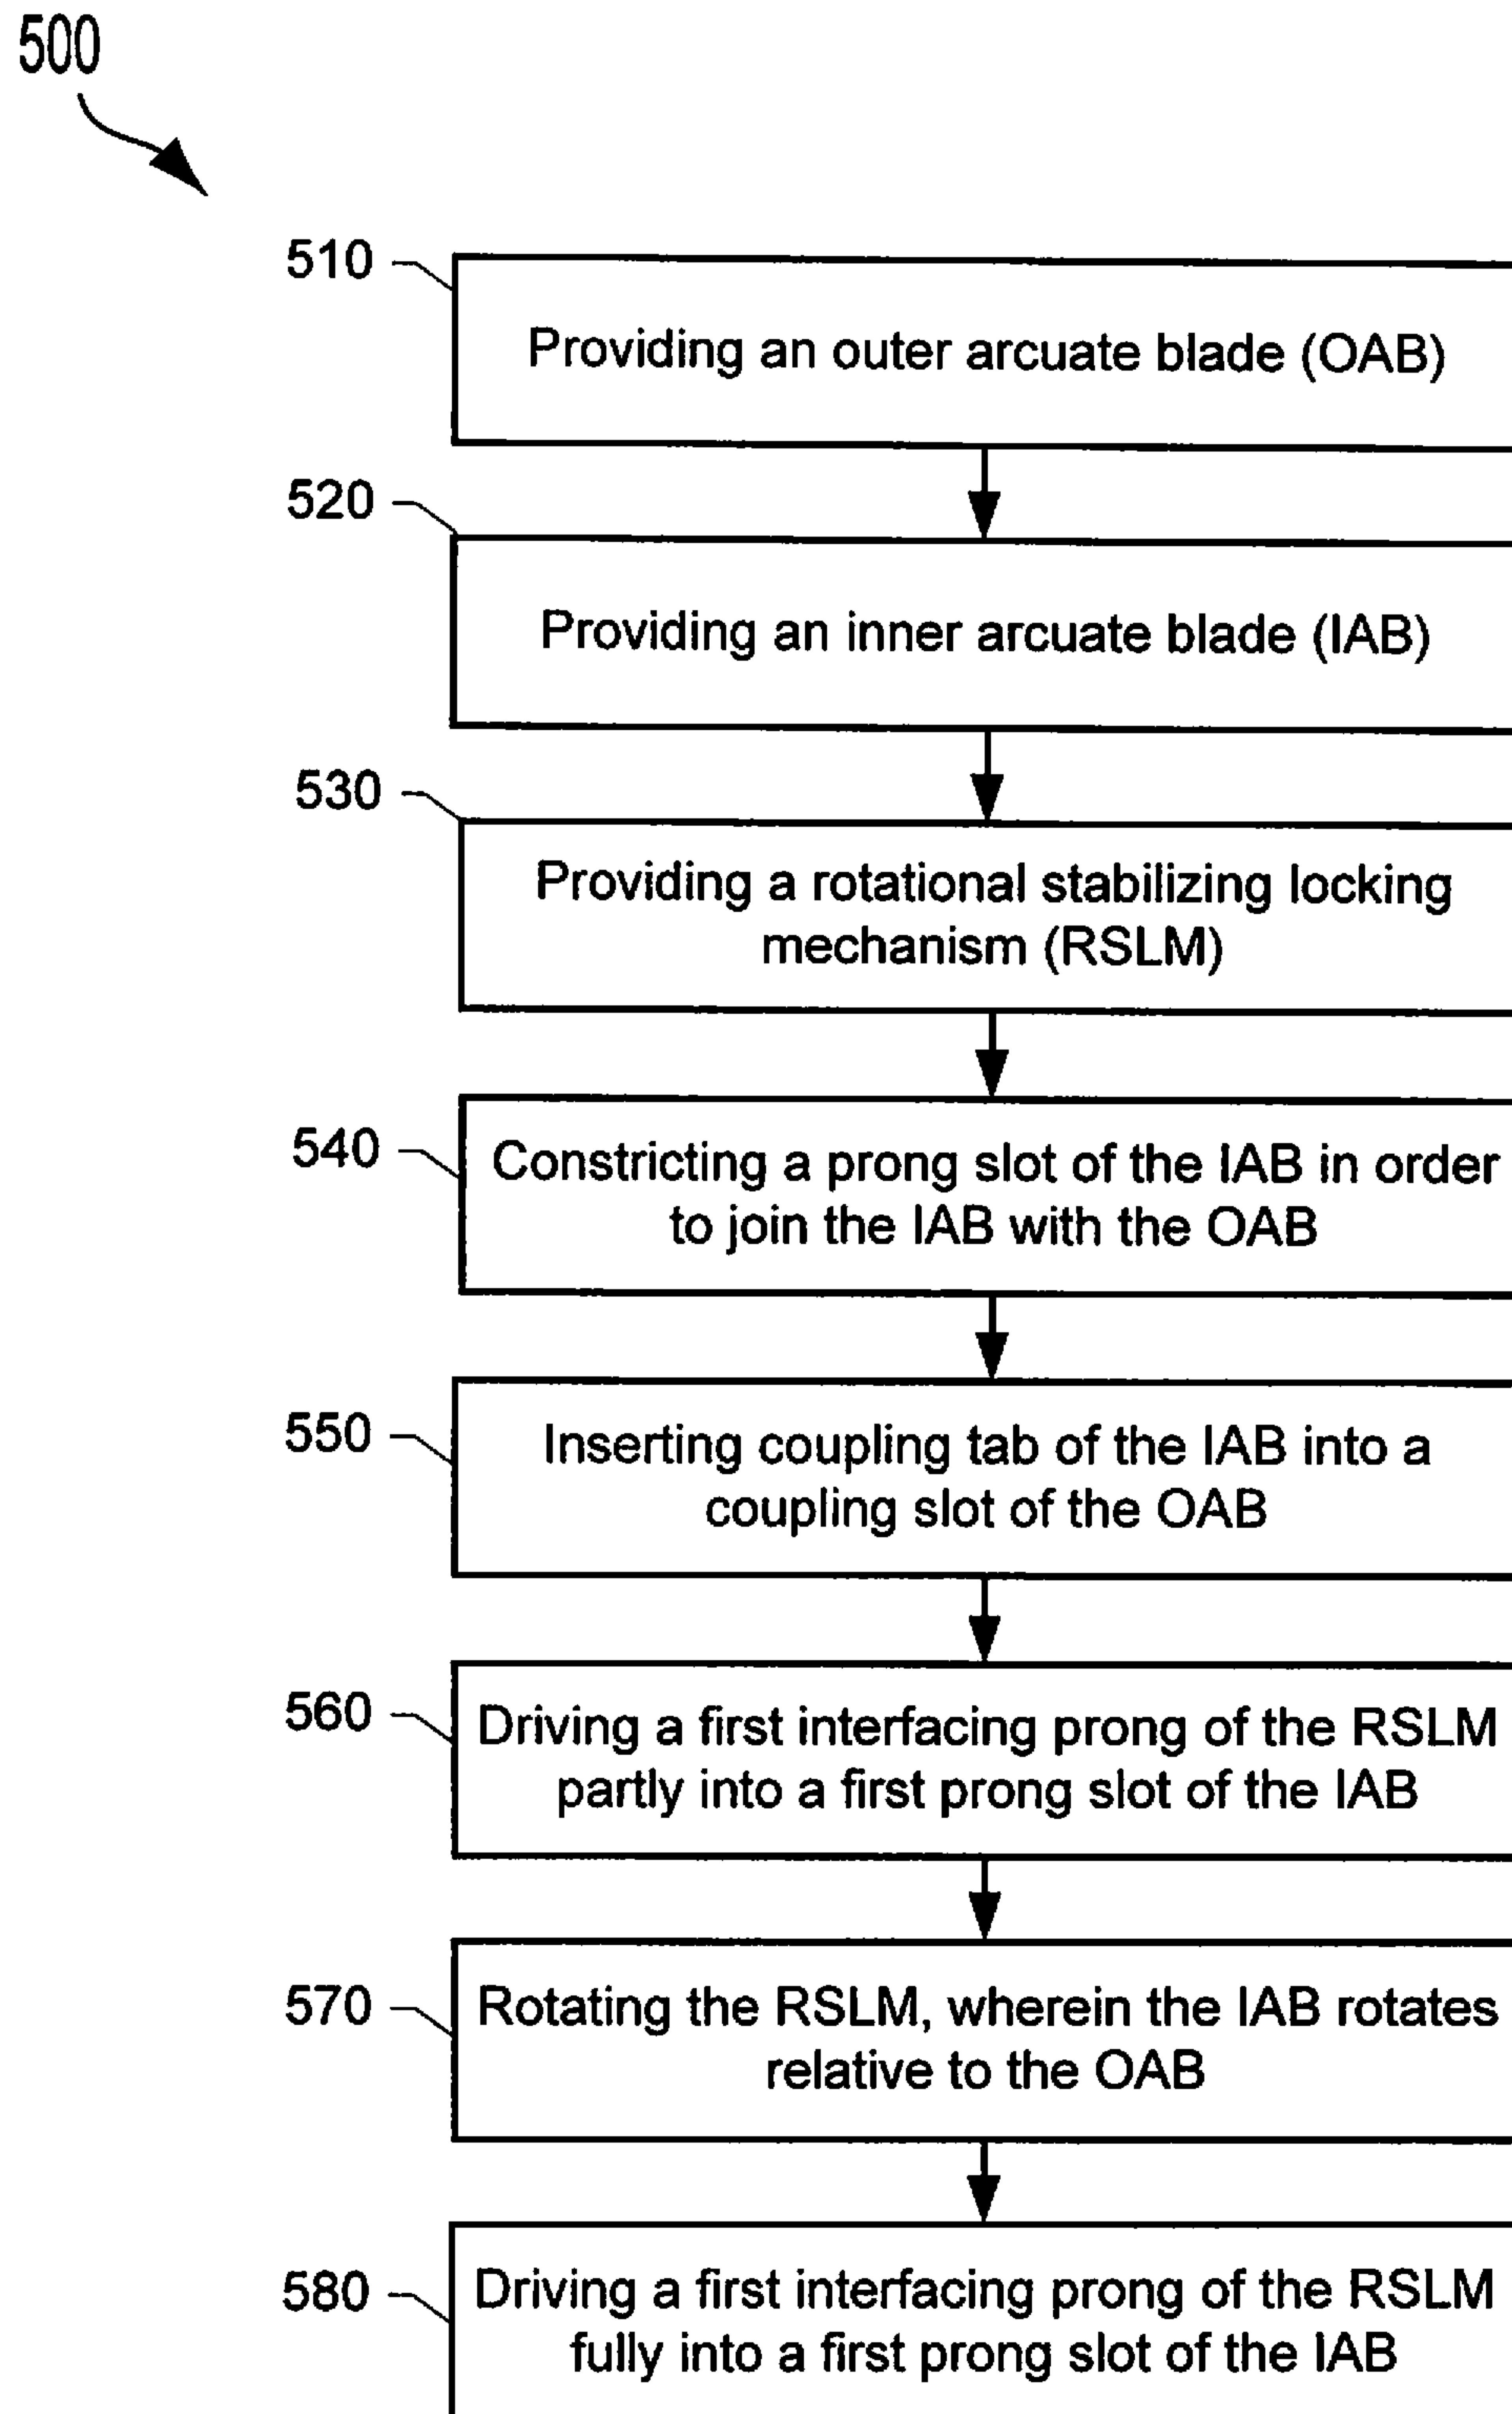 500
510
Providing an outer arcuate blade (OAB)
520
Providing an inner arcuate blade (IAB)
530
Providing a rotational stabilizing locking
mechanism (RSLM)
540
Constricting a prong slot of the IAB in order
to join the IAB with the OAB
550
Inserting coupling tab of the IAB into a
coupling slot of the OAB
560
Driving a first interfacing prong of the RSLM
partly into a first prong slot of the IAB
570
Rotating the RSLM, wherein the IAB rotates
relative to the OAB
580
Driving a first interfacing prong of the RSLM
fully into a first prong slot of the IAB